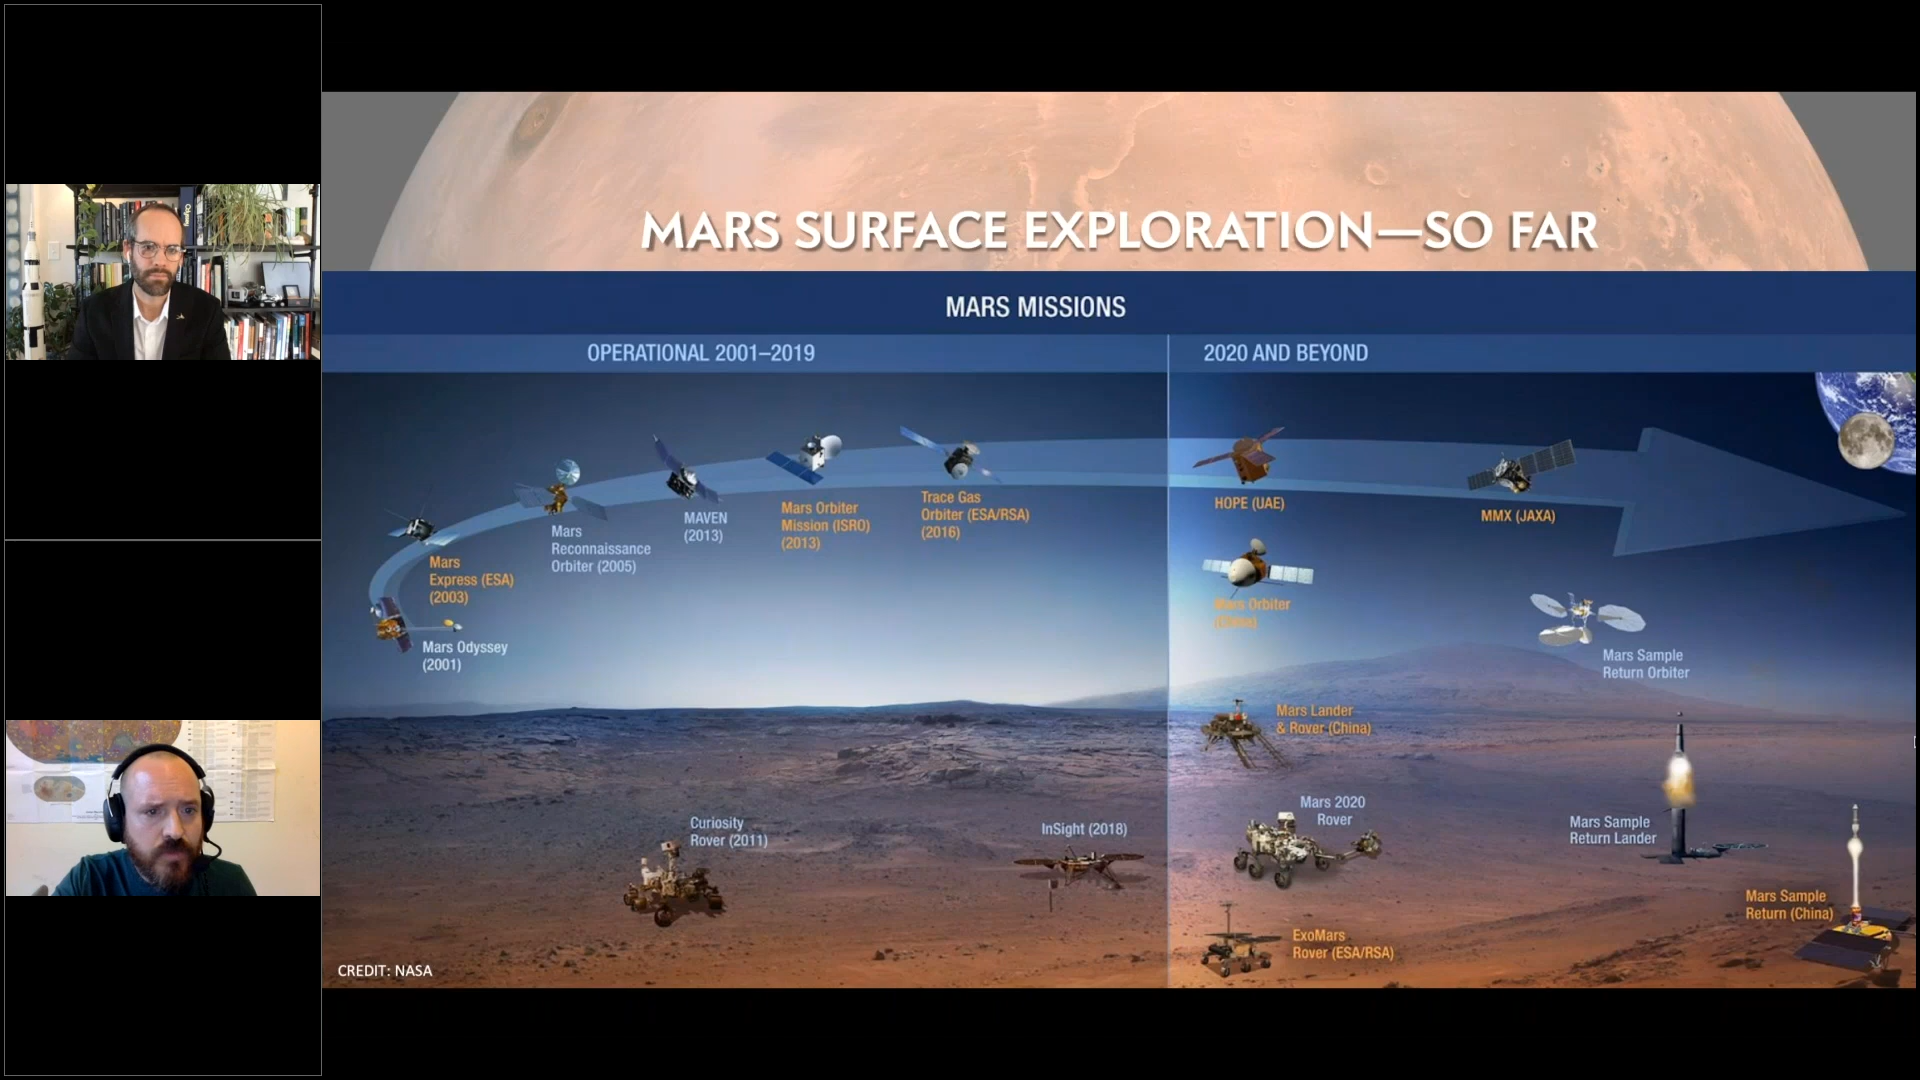 MARS SURFACE EXPLORATION—SO FAR
MARS MISSIONS
OPERATIONAL 2001–2019
2020 AND BEYOND
Mars
Express (ESA)
(2003)
Mars Odyssey
(2001)
Mars
Reconnaissance
Orbiter (2005)
MAVEN
(2013)
Mars Orbiter
Mission (ISRO)
(2013)
Trace Gas
Orbiter (ESA/RSA)
(2016)
HOPE (UAE)
MMX (JAXA)
Mars Orbiter
(China)
Mars Sample
Return Orbiter
Mars Lander
& Rover (China)
Curiosity
Rover (2011)
InSight (2018)
Mars 2020
Rover
Mars Sample
Return Lander
Mars Sample
Return (China)
ExoMars
Rover (ESA/RSA)
CREDIT: NASA